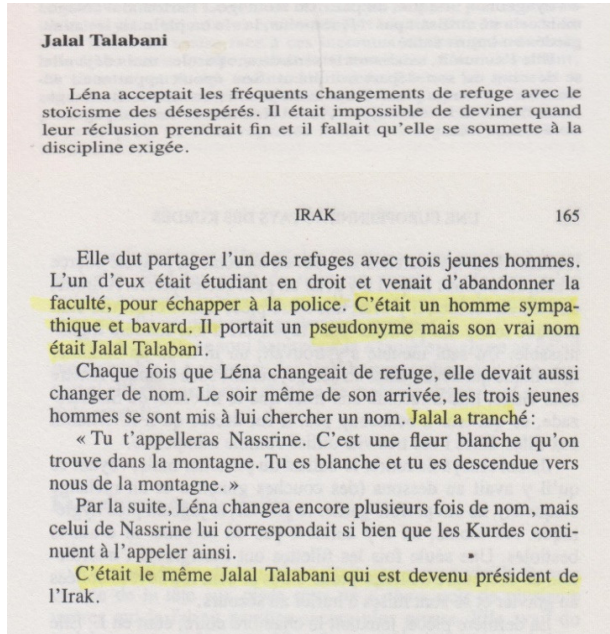 Jalal Talabani
Léna acceptait les fréquents changements de refuge avec le
stoïcisme des désespérés. Il était impossible de deviner quand
leur réclusion prendrait fin et il fallait qu'elle se soumette à la
discipline exigée.
IRAK 165
Elle dut partager l'un des refuges avec trois jeunes hommes.
L'un d'eux était étudiant en droit et venait d'abandonner la
faculté, pour échapper à la police. C'était un homme sympa-
thique et bavard. Il portait un pseudonyme mais son vrai nom
était Jalal Talabani.
Chaque fois que Léna changeait de refuge, elle devait aussi
changer de nom. Le soir même de son arrivée, les trois jeunes
hommes se sont mis à lui chercher un nom. Jalal a tranché :
« Tu t'appelleras Nassrine. C'est une fleur blanche qu'on
trouve dans la montagne. Tu es blanche et tu es descendue vers
nous de la montagne. »
Par la suite, Léna changea encore plusieurs fois de nom, mais
celui de Nassrine lui correspondait si bien que les Kurdes conti-
nuent à l'appeler ainsi.
C'était le même Jalal Talabani qui est devenu président de
l'Irak.